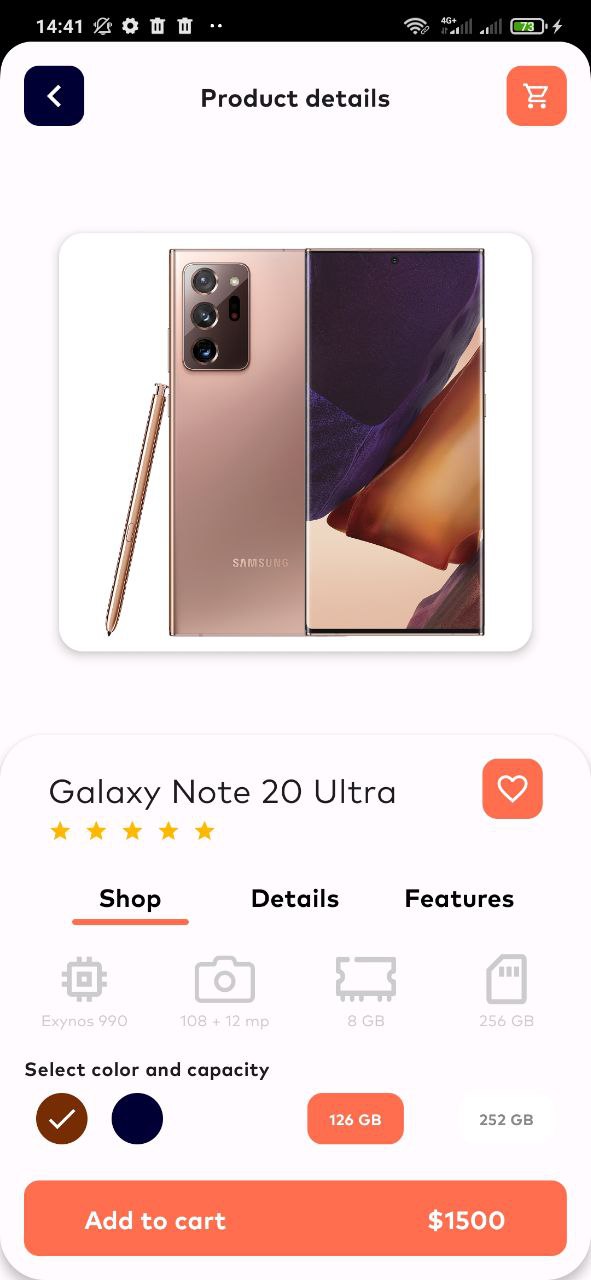 14:41
4G+
73
Product details
SAMSUNG
Galaxy Note 20 Ultra
Shop Details Features
Exynos 990 108 + 12 mp 8 GB 256 GB
Select color and capacity
126 GB 252 GB
Add to cart $1500